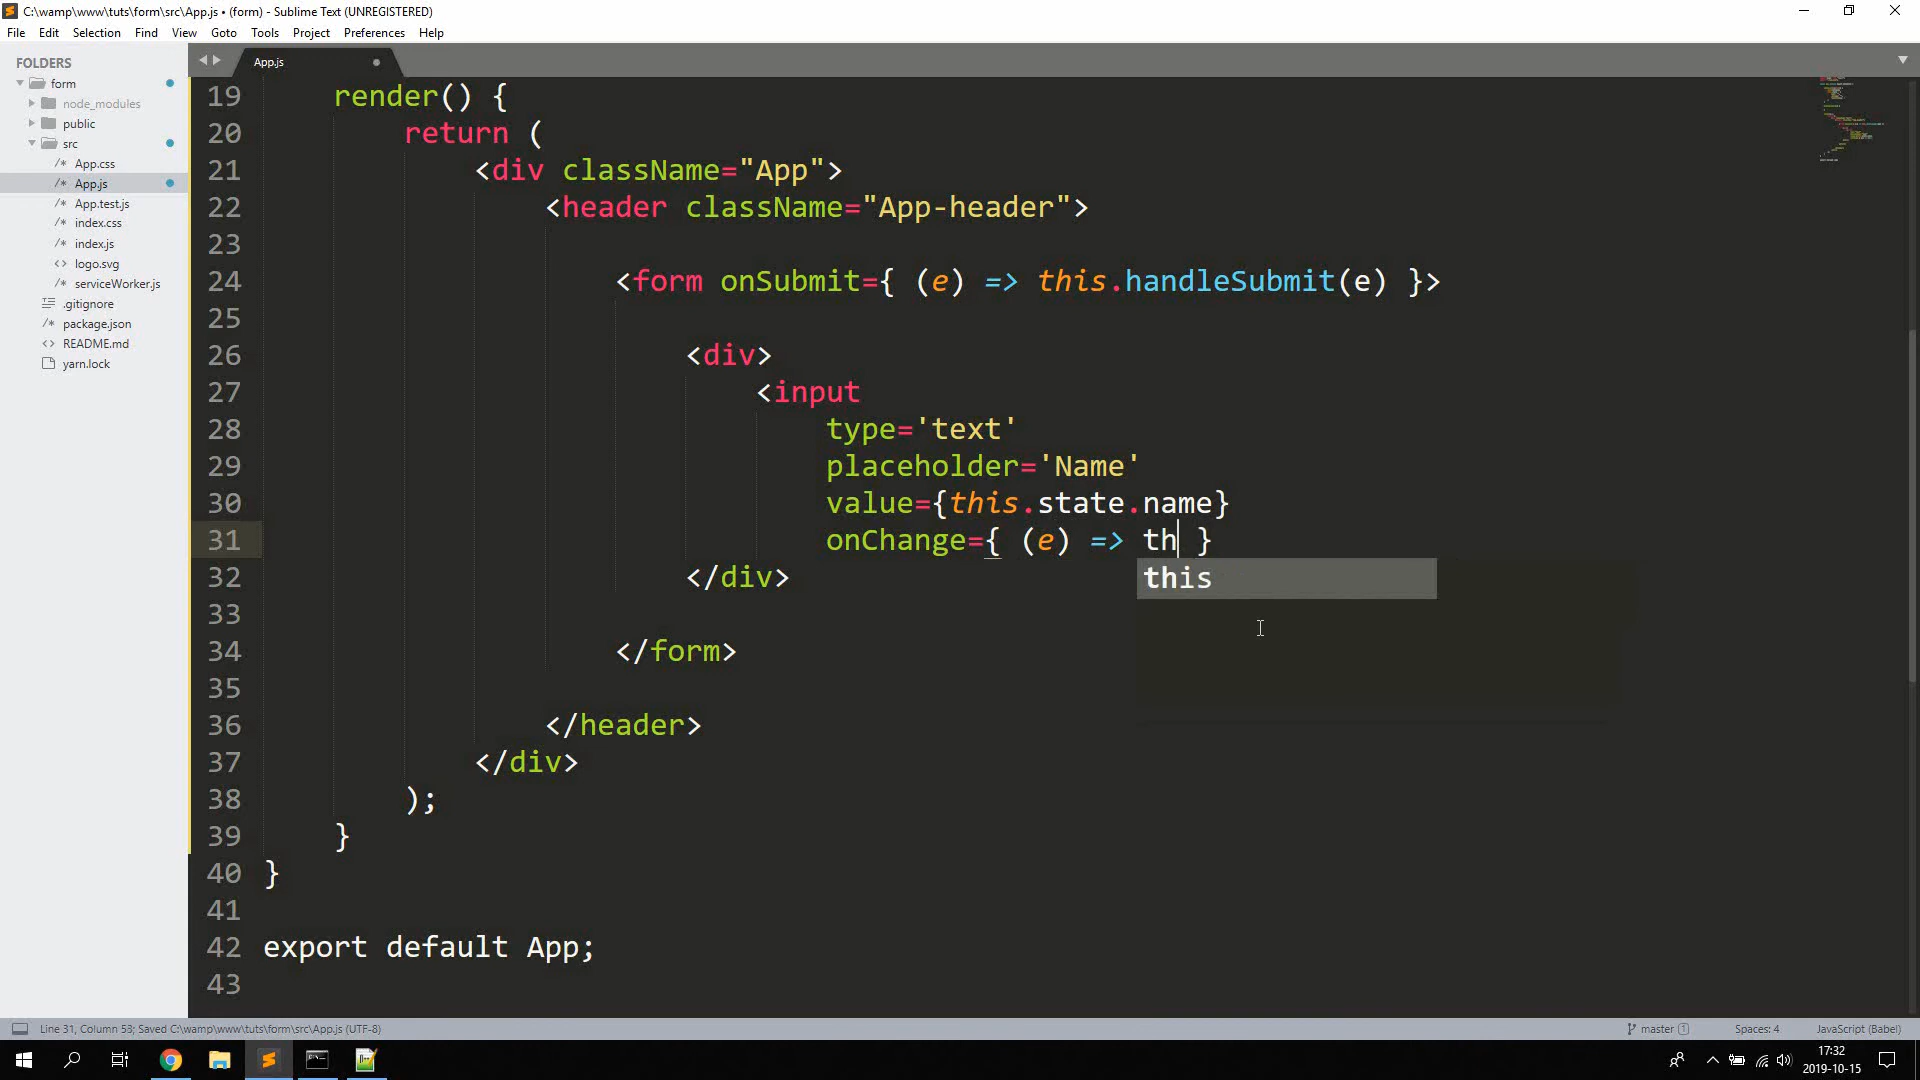 C:\wamp\www\tuts\form\src\App.js • (form) - Sublime Text (UNREGISTERED)
File Edit Selection Find View Goto Tools Project Preferences Help
FOLDERS
form
node_modules
public
src
App.css
App.js
App.test.js
index.css
index.js
logo.svg
serviceWorker.js
.gitignore
package.json
README.md
yarn.lock
App.js
19 render() {
20 return (
21 <div className="App">
22 <header className="App-header">
23
24 <form onSubmit={ (e) => this.handleSubmit(e) }>
25
26 <div>
27 <input
28 type='text'
29 placeholder='Name'
30 value={this.state.name}
31 onChange={ (e) => th }
this
32 </div>
33
34 </form>
35
36 </header>
37 </div>
38 );
39 }
40 }
41
42 export default App;
43
Line 31, Column 53; Saved C:\wamp\www\tuts\form\src\App.js (UTF-8)
master 1
Spaces: 4
JavaScript (Babel)
17:32
2019-10-15